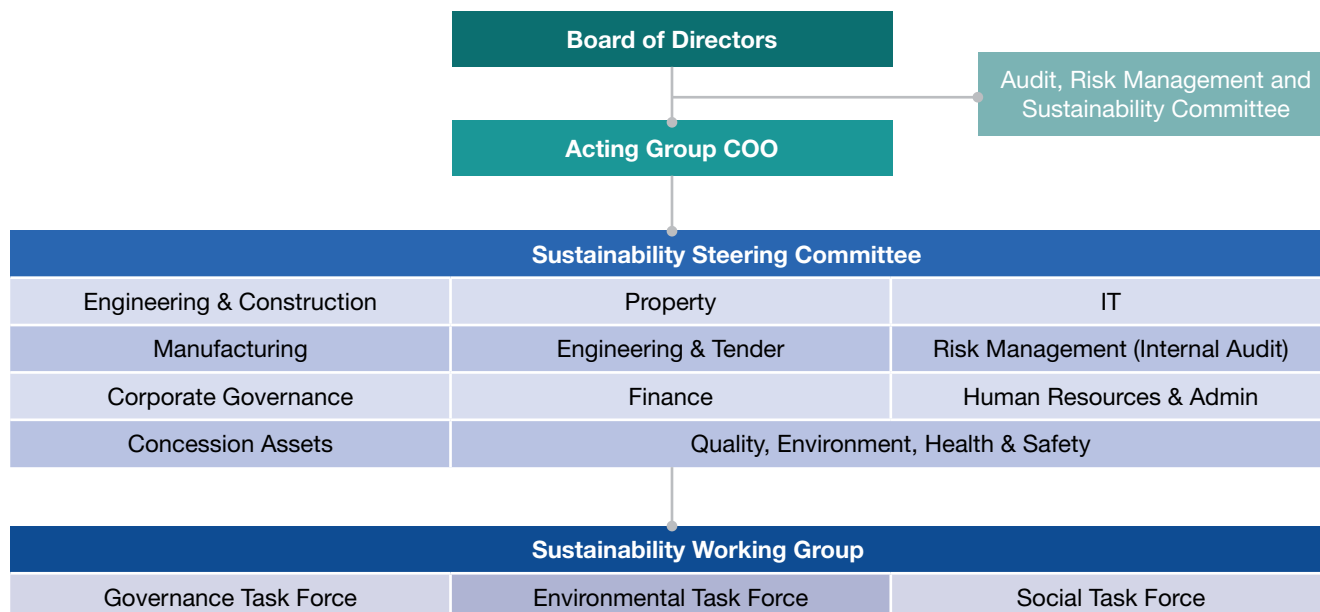 Board of Directors
Audit, Risk Management and
Sustainability Committee
Acting Group COO
Sustainability Steering Committee
Engineering & Construction
Property
IT
Manufacturing
Engineering & Tender
Risk Management (Internal Audit)
Corporate Governance
Finance
Human Resources & Admin
Concession Assets
Quality, Environment, Health & Safety
Sustainability Working Group
Governance Task Force
Environmental Task Force
Social Task Force